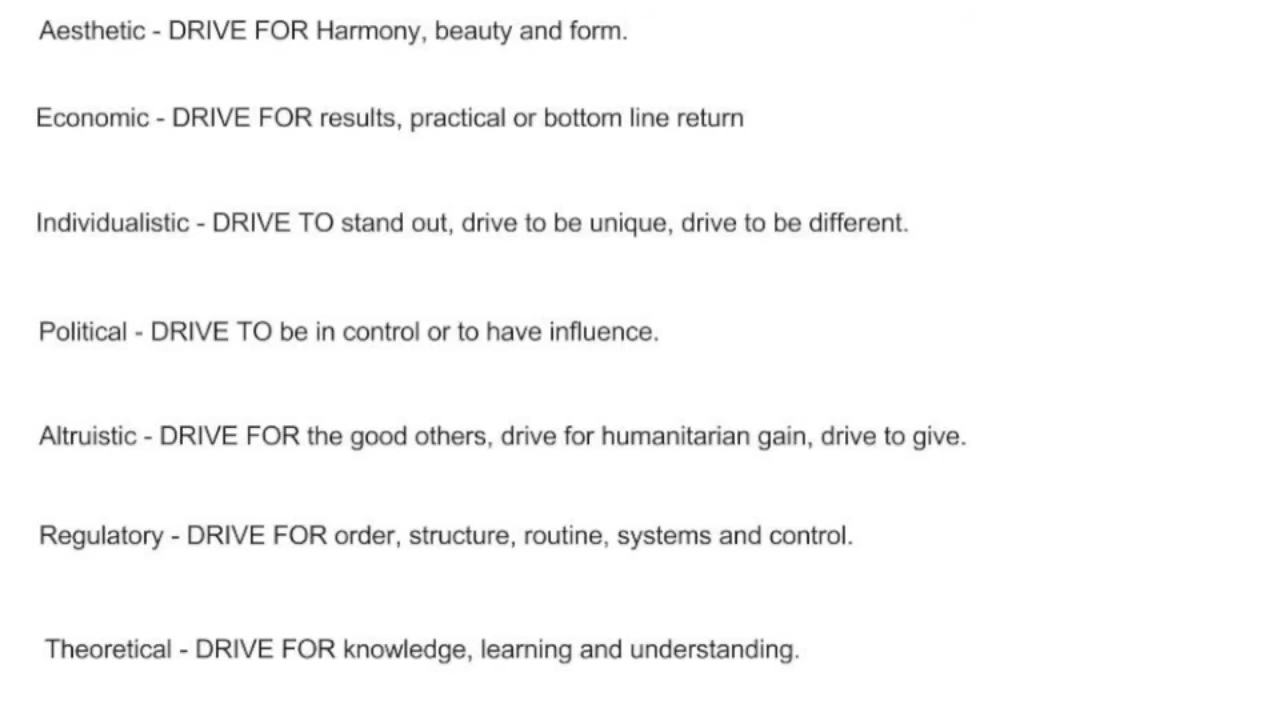 Aesthetic - DRIVE FOR Harmony, beauty and form.
Economic - DRIVE FOR results, practical or bottom line return
Individualistic - DRIVE TO stand out, drive to be unique, drive to be different.
Political - DRIVE TO be in control or to have influence.
Altruistic - DRIVE FOR the good others, drive for humanitarian gain, drive to give.
Regulatory - DRIVE FOR order, structure, routine, systems and control.
Theoretical - DRIVE FOR knowledge, learning and understanding.